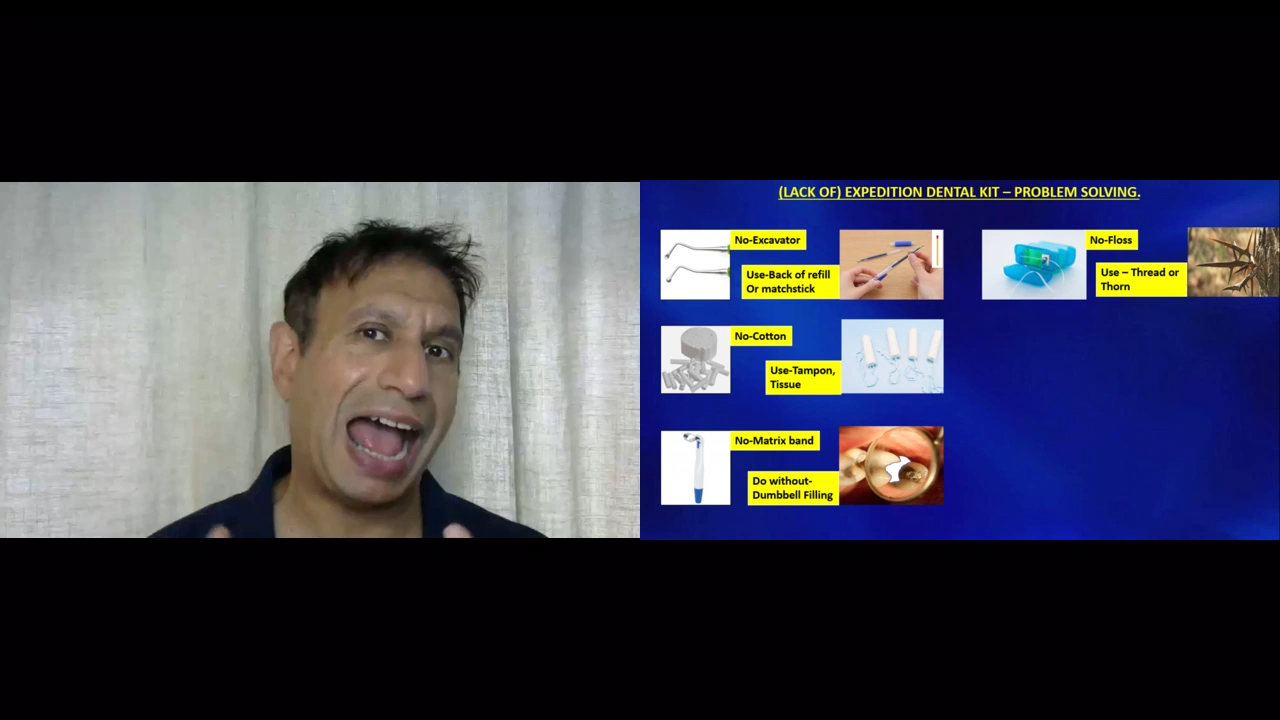 (LACK OF) EXPEDITION DENTAL KIT – PROBLEM SOLVING.
No-Excavator
Use-Back of refill
Or matchstick
No-Floss
Use – Thread or
Thorn
No-Cotton
Use-Tampon,
Tissue
No-Matrix band
Do without-
Dumbbell Filling